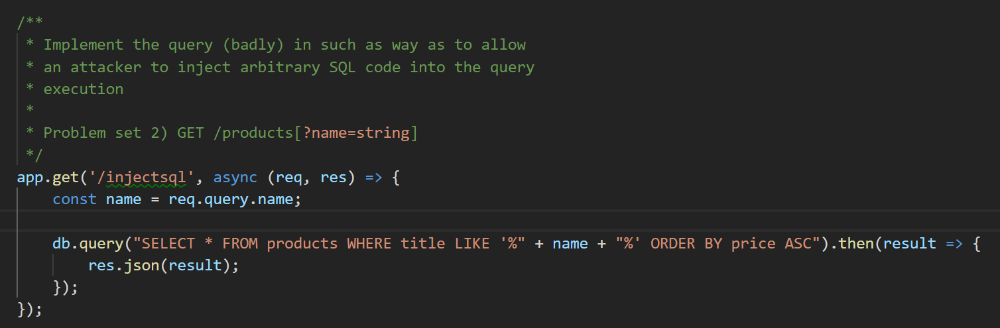 /**
* Implement the query (badly) in such as way as to allow
* an attacker to inject arbitrary SQL code into the query
* execution
*
* Problem set 2) GET /products[?name=string]
*/
app.get('/injectsql', async (req, res) => {
const name = req.query.name;
db.query("SELECT * FROM products WHERE title LIKE '%" + name + "%' ORDER BY price ASC").then(result => {
res.json(result);
});
});